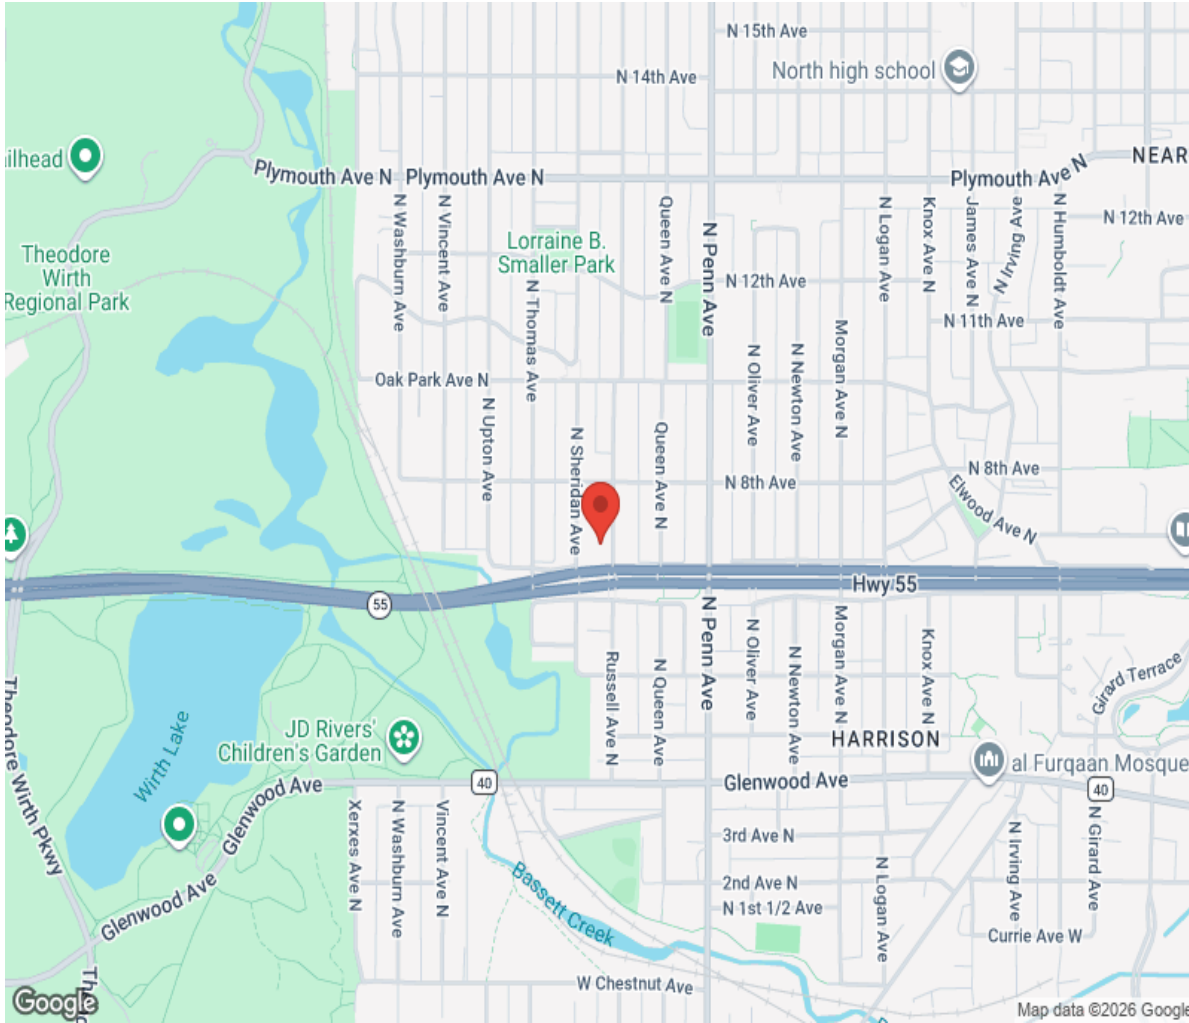 N 15th Ave
North high school
N 14th Ave
ilhead
NEAR
Plymouth Ave N
Plymouth Ave N
Plymouth Ave N
N Washburn Ave
N Vincent Ave
Queen Ave N
N Penn Ave
N Logan Ave
Knox Ave N
James Ave N
N Irving Ave
N Humboldt Ave
N 12th Ave
Theodore
Wirth
Regional Park
Lorraine B.
Smaller Park
N Thomas Ave
N 12th Ave
N 11th Ave
Morgan Ave N
N Oliver Ave
N Newton Ave
Oak Park Ave N
N Upton Ave
N Sheridan Ave
Queen Ave N
N 8th Ave
N 8th Ave
Elwood Ave N
55
Hwy 55
N Penn Ave
N Oliver Ave
N Newton Ave
Morgan Ave N
Knox Ave N
Russell Ave N
N Queen Ave
Girard Terrace
Theodore Wirth Pkwy
Wirth Lake
JD Rivers'
Children's Garden
HARRISON
al Furqaan Mosque
40
Glenwood Ave
40
Glenwood Ave
Xerxes Ave N
N Washburn Ave
Vincent Ave N
3rd Ave N
N Irving Ave
N Girard Ave
N Logan Ave
2nd Ave N
N 1st 1/2 Ave
Glenwood Ave
Bassett Creek
Currie Ave W
W Chestnut Ave
Google
Map data ©2026 Google